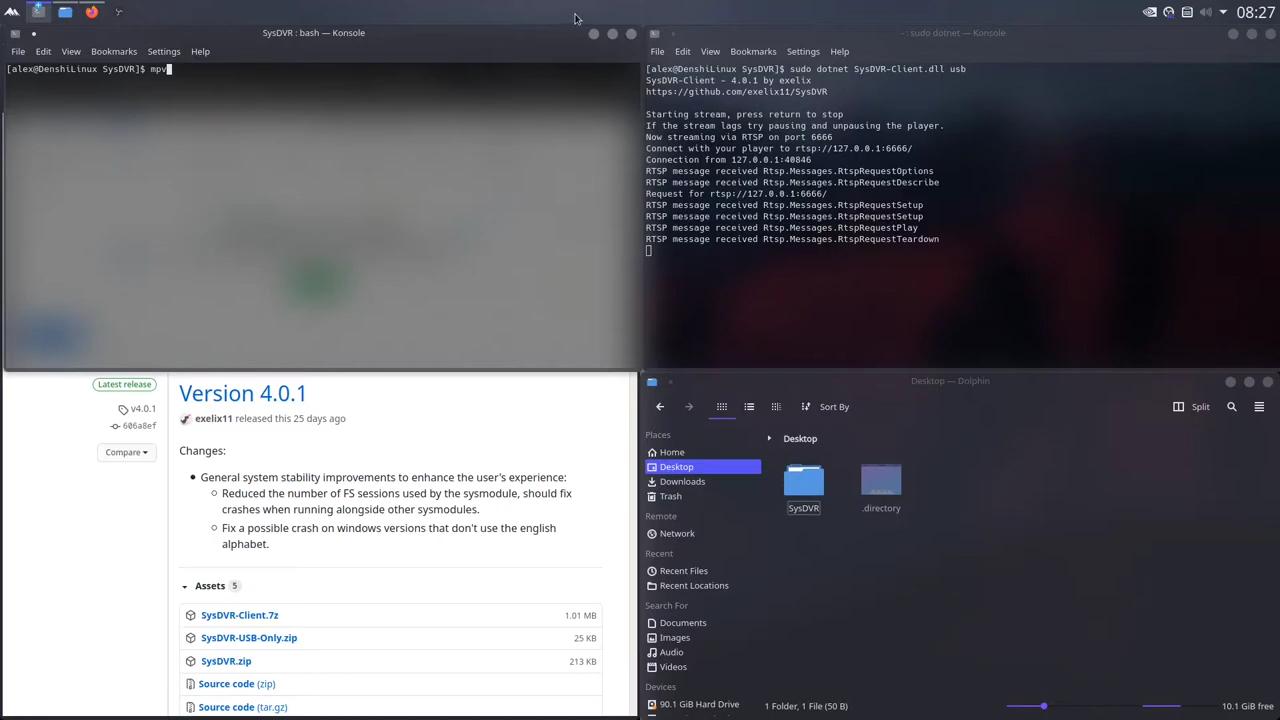 08:27
SysDVR : bash — Konsole
File Edit View Bookmarks Settings Help
[alex@DenshiLinux SysDVR]$ mpv
~ : sudo dotnet — Konsole
File Edit View Bookmarks Settings Help
[alex@DenshiLinux SysDVR]$ sudo dotnet SysDVR-Client.dll usb
SysDVR-Client - 4.0.1 by exelix
https://github.com/exelix11/SysDVR
Starting stream, press return to stop
If the stream lags try pausing and unpausing the player.
Now streaming via RTSP on port 6666
Connect with your player to rtsp://127.0.0.1:6666/
Connection from 127.0.0.1:40846
RTSP message received Rtsp.Messages.RtspRequestOptions
RTSP message received Rtsp.Messages.RtspRequestDescribe
Request for rtsp://127.0.0.1:6666/
RTSP message received Rtsp.Messages.RtspRequestSetup
RTSP message received Rtsp.Messages.RtspRequestSetup
RTSP message received Rtsp.Messages.RtspRequestPlay
RTSP message received Rtsp.Messages.RtspRequestTeardown
Latest release
v4.0.1
606a8ef
Compare
Version 4.0.1
exelix11 released this 25 days ago
Changes:
General system stability improvements to enhance the user's experience:
Reduced the number of FS sessions used by the sysmodule, should fix
crashes when running alongside other sysmodules.
Fix a possible crash on windows versions that don't use the english
alphabet.
Assets 5
SysDVR-Client.7z 1.01 MB
SysDVR-USB-Only.zip 25 KB
SysDVR.zip 213 KB
Source code (zip)
Source code (tar.gz)
Desktop — Dolphin
Sort By
Split
Places
Home
Desktop
Downloads
Trash
Remote
Network
Recent
Recent Files
Recent Locations
Search For
Documents
Images
Audio
Videos
Devices
90.1 GiB Hard Drive
Desktop
SysDVR
.directory
1 Folder, 1 File (50 B)
10.1 GiB free